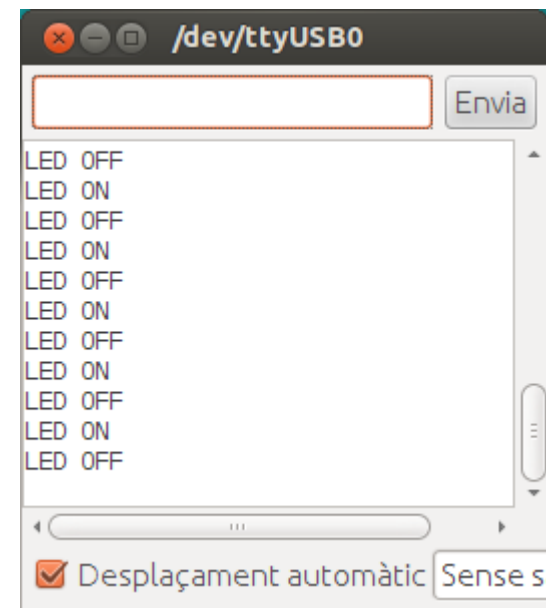 /dev/ttyUSB0
Envia
LED OFF
LED ON
LED OFF
LED ON
LED OFF
LED ON
LED OFF
LED ON
LED OFF
LED ON
LED OFF
Desplaçament automàtic Sense s